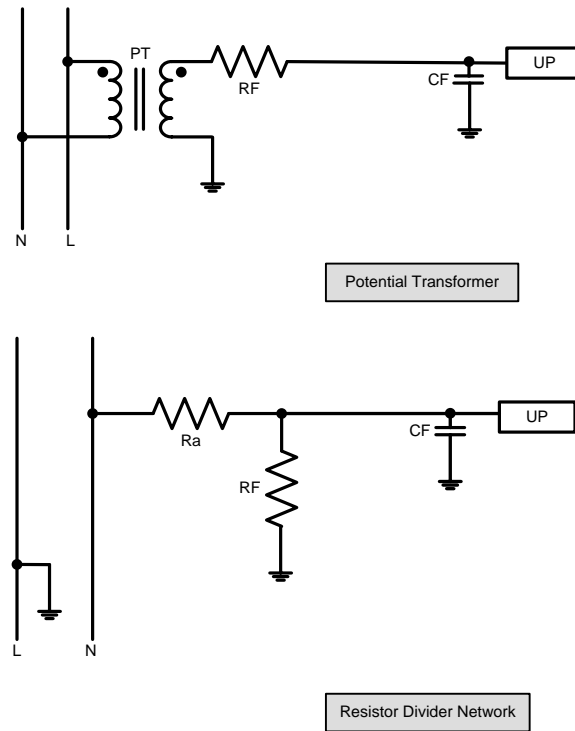 PT
UP
RF
CF
N L
Potential Transformer
UP
Ra
CF
RF
L N
Resistor Divider Network